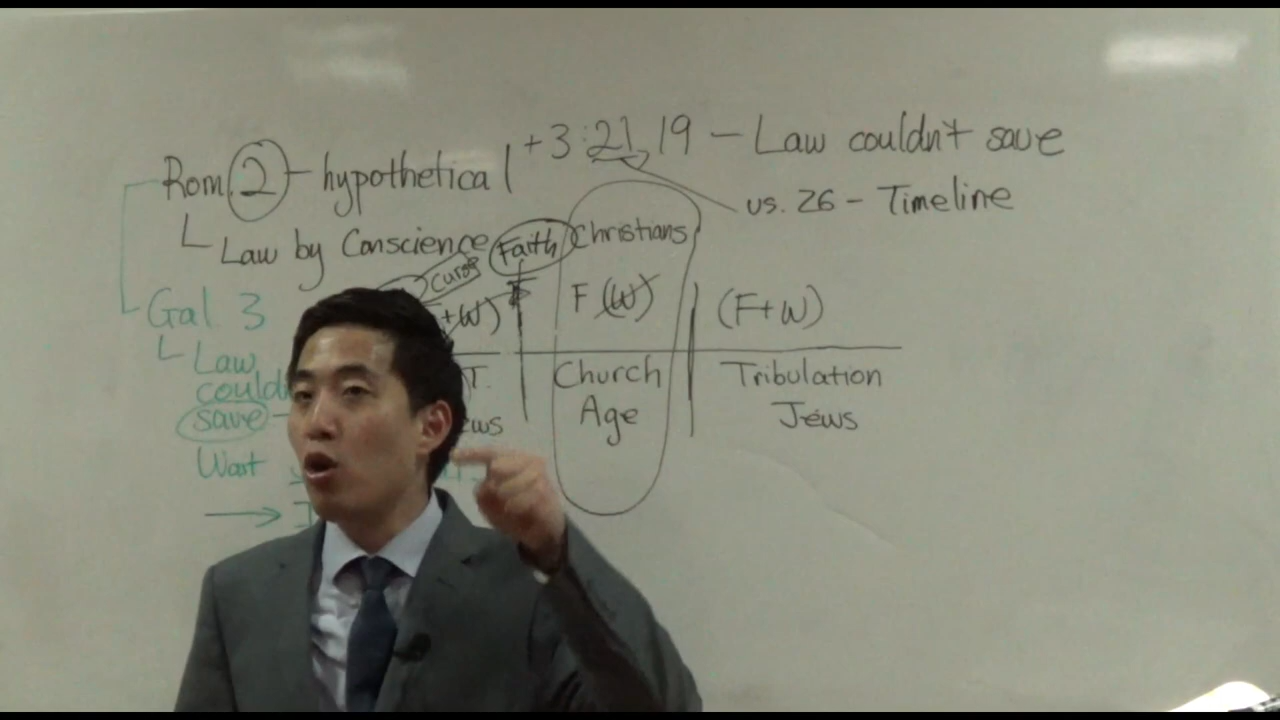 +3:21, 19 – Law couldn't save
Rom. 2 – hypothetical
vs. 26 – Timeline
Law by Conscience
Faith
Christians
Curse
Gal 3
+W)
F (W)
(F+W)
Law
T.
Church
Tribulation
save
Age
Jews
Want